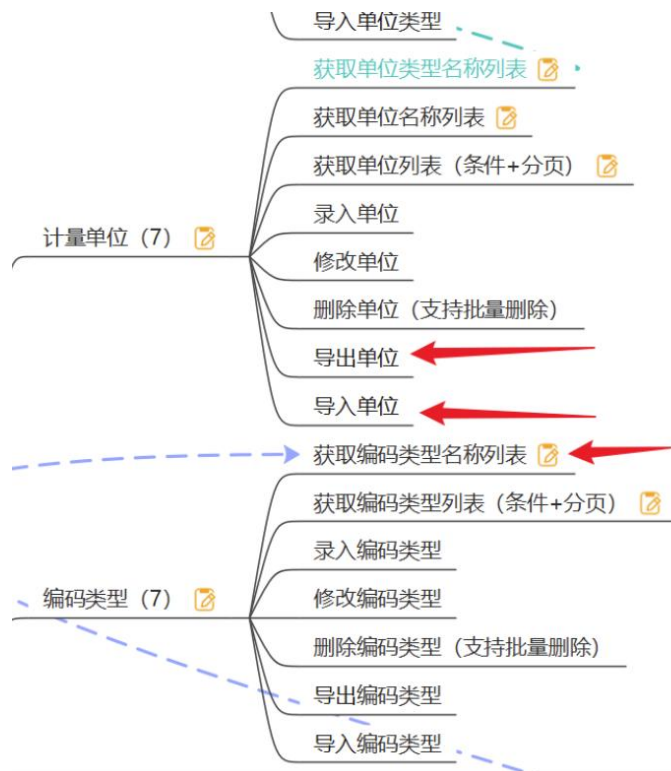 导入单位类型
获取单位类型名称列表
获取单位名称列表
获取单位列表（条件+分页）
计量单位（7）
录入单位
修改单位
删除单位（支持批量删除）
导出单位
导入单位
获取编码类型名称列表
获取编码类型列表（条件+分页）
录入编码类型
编码类型（7）
修改编码类型
删除编码类型（支持批量删除）
导出编码类型
导入编码类型